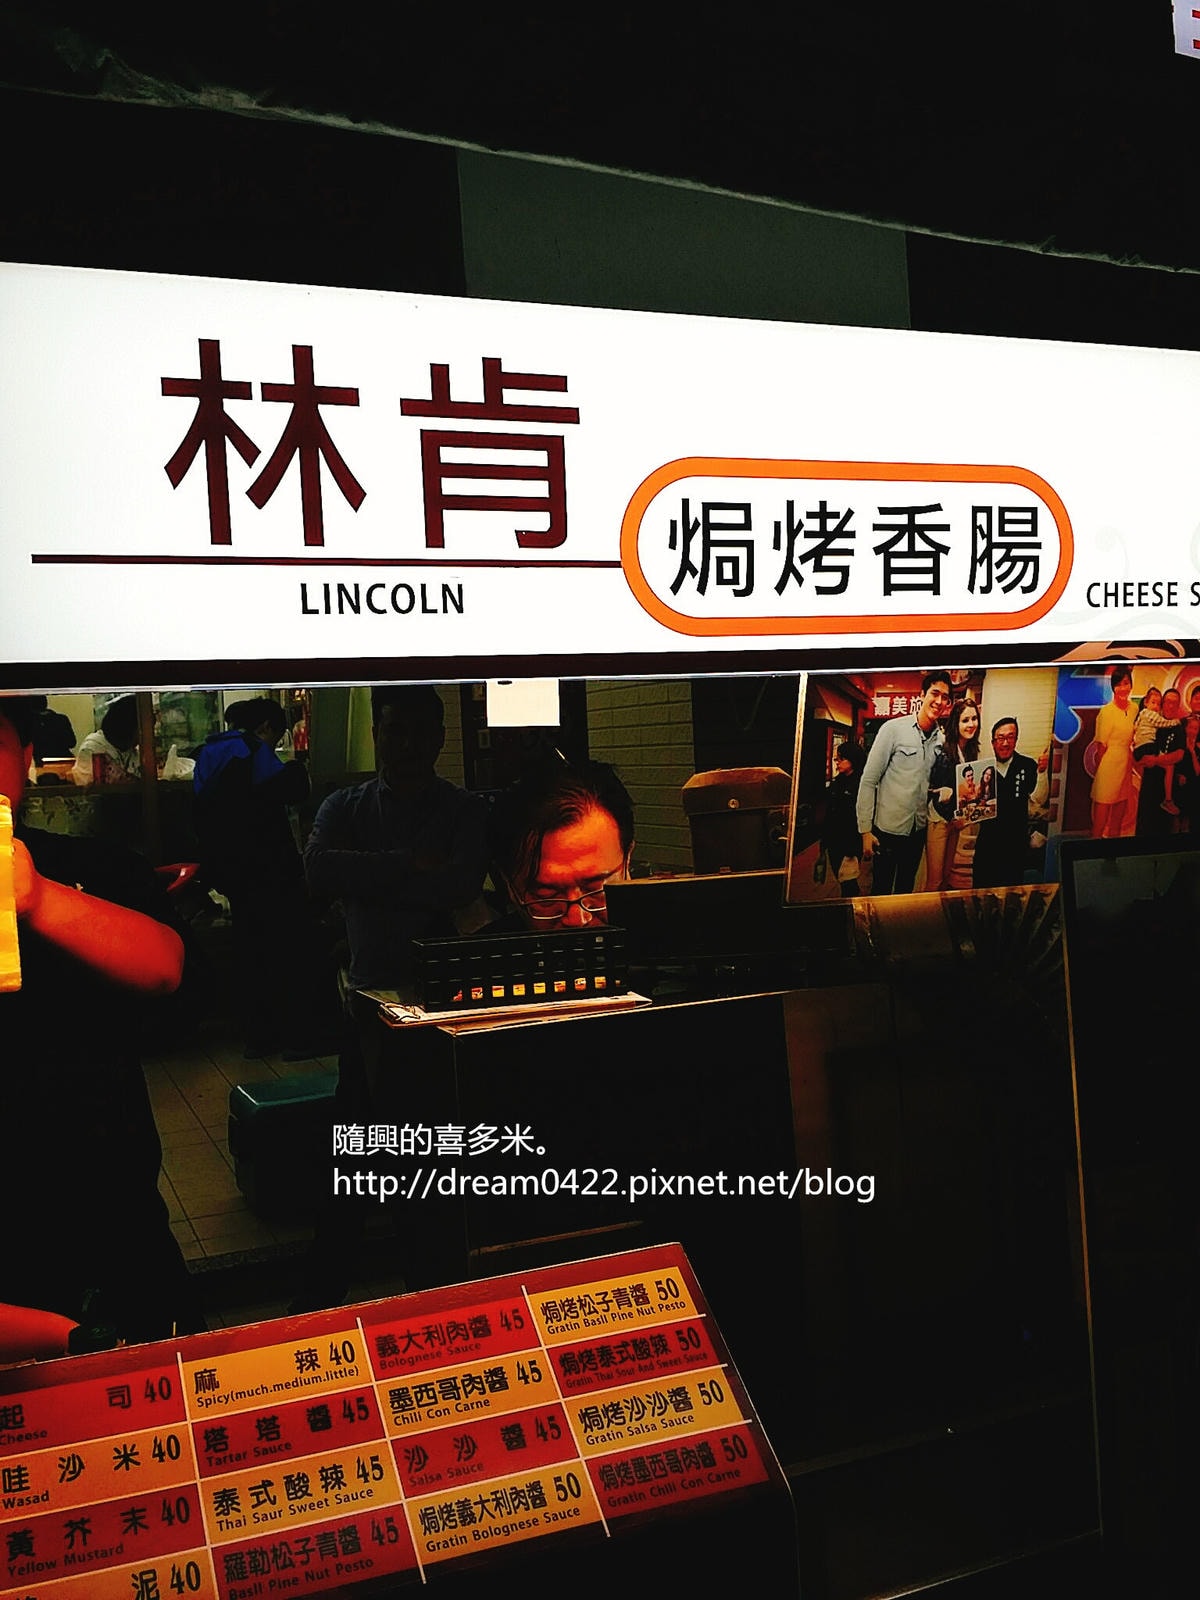 林肯
LINCOLN
焗烤香腸
CHEESE S
嘉美旅
隨興的喜多米。
http://dream0422.pixnet.net/blog
起 司 40
Cheese
哇 沙 米 40
Wasad
黃 芥 末 40
Yellow Mustard
泥 40
麻 辣 40
Spicy(much.medium.little)
塔 塔 醬 45
Tartar Sauce
泰 式 酸 辣 45
Thai Saur Sweet Sauce
羅勒松子青醬 45
Basll Pine Nut Pesto
義大利肉醬 45
Bolognese Sauce
墨西哥肉醬 45
Chili Con Carne
沙 沙 醬 45
Salsa Sauce
焗烤義大利肉醬 50
Gratin Bolognese Sauce
焗烤松子青醬 50
Gratin Basll Pine Nut Pesto
焗烤泰式酸辣 50
Gratin Thai Sour And Sweet Sauce
焗烤沙沙醬 50
Gratin Salsa Sauce
焗烤墨西哥肉醬 50
Gratin Chili Con Carne